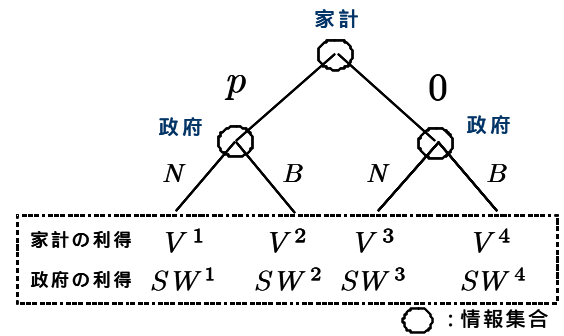 家計
p 0
政府 政府
N B N B
家計の利得 V¹ V² V³ V⁴
政府の利得 SW¹ SW² SW³ SW⁴
：情報集合